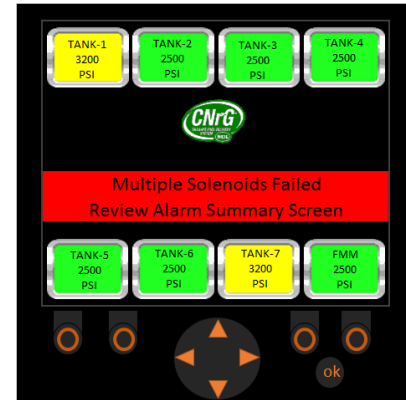 TANK-1
3200
PSI
TANK-2
2500
PSI
TANK-3
2500
PSI
TANK-4
2500
PSI
CNrG
Multiple Solenoids Failed
Review Alarm Summary Screen
TANK-5
2500
PSI
TANK-6
2500
PSI
TANK-7
3200
PSI
FMM
2500
PSI
ok